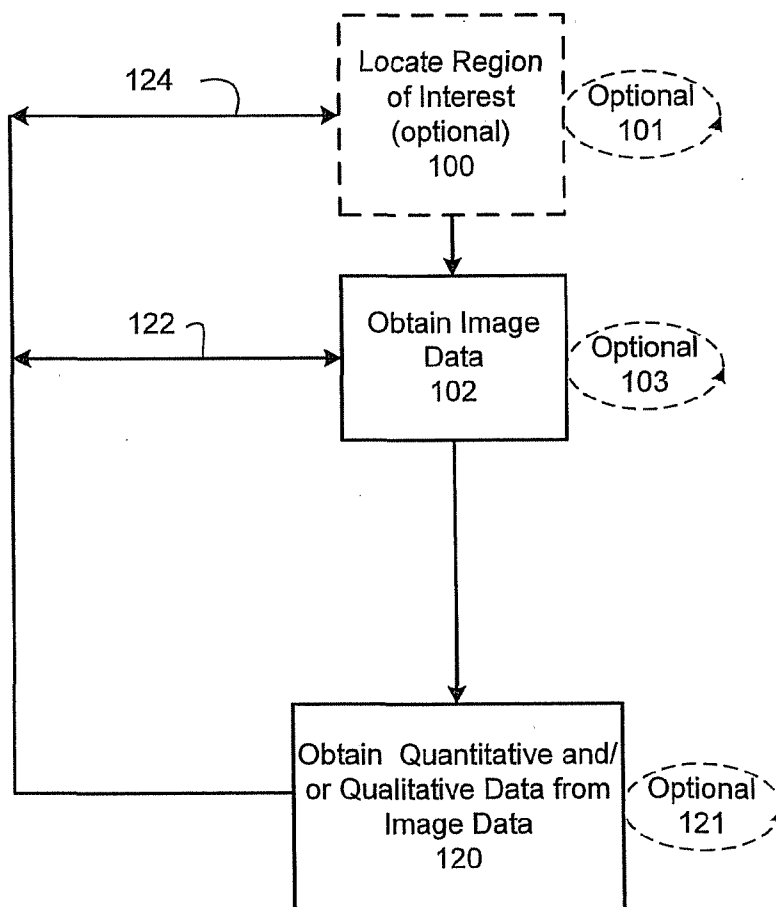 124
Locate Region
of Interest
(optional)
100
Optional
101
122
Obtain Image
Data
102
Optional
103
Obtain Quantitative and/
or Qualitative Data from
Image Data
120
Optional
121